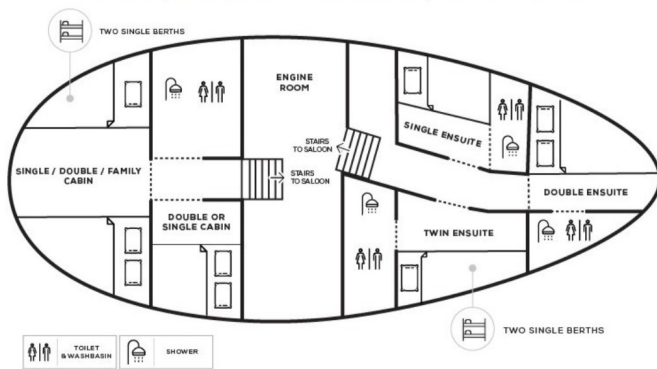 TWO SINGLE BERTHS
ENGINE
ROOM
STAIRS
TO SALOON
SINGLE ENSUITE
SINGLE / DOUBLE / FAMILY
CABIN
STAIRS
TO SALOON
DOUBLE ENSUITE
DOUBLE OR
SINGLE CABIN
TWIN ENSUITE
TWO SINGLE BERTHS
TOILET
& WASHBASIN
SHOWER